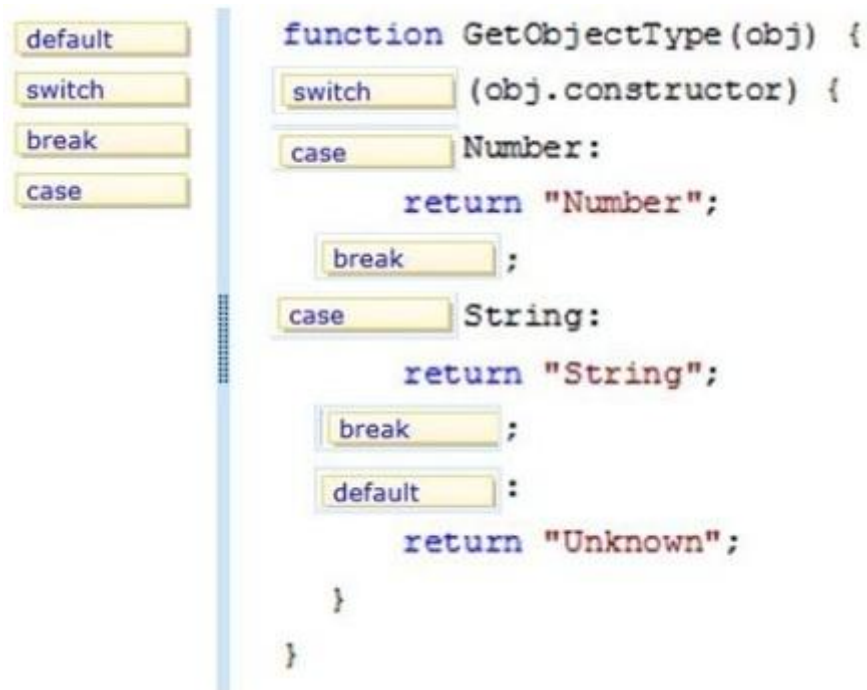 default
switch
break
case
function GetObjectType(obj) {
switch (obj.constructor) {
case Number:
return "Number";
break ;
case String:
return "String";
break ;
default :
return "Unknown";
}
}